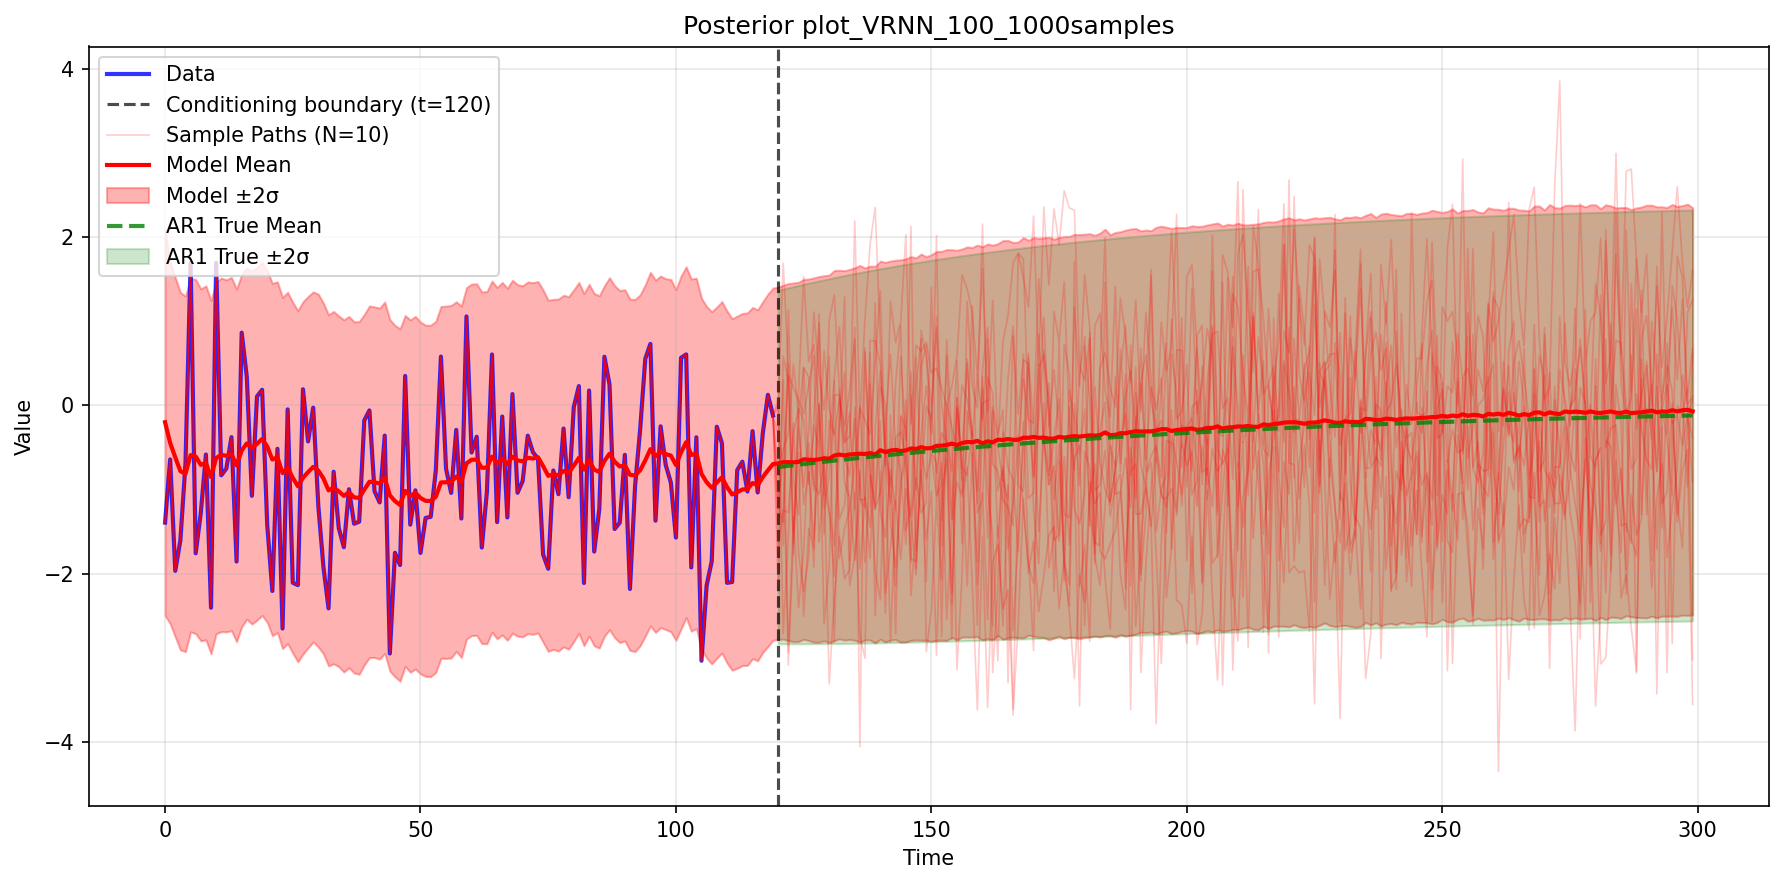 Posterior plot_VRNN_100_1000samples
Data
Conditioning boundary (t=120)
Sample Paths (N=10)
Model Mean
Model ±2σ
AR1 True Mean
AR1 True ±2σ
4
2
0
−2
−4
Value
0
50
100
150
200
250
300
Time